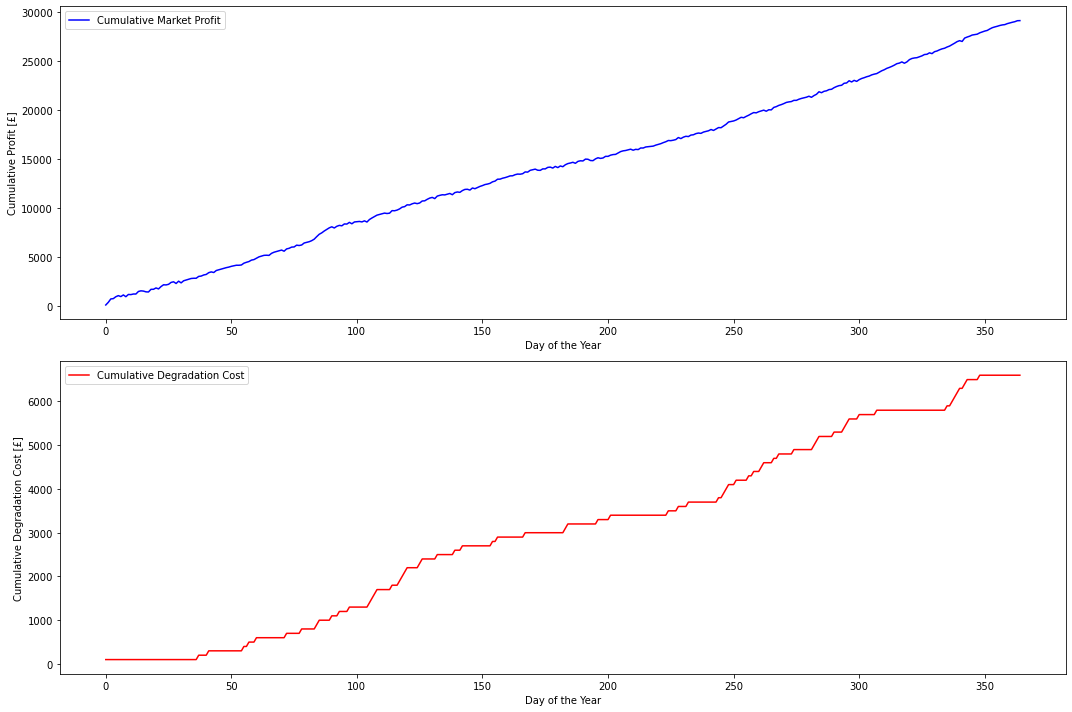 Cumulative Market Profit
30000
25000
20000
15000
10000
5000
0
Cumulative Profit [£]
0 50 100 150 200 250 300 350
Day of the Year
Cumulative Degradation Cost
6000
5000
4000
3000
2000
1000
0
Cumulative Degradation Cost [£]
0 50 100 150 200 250 300 350
Day of the Year